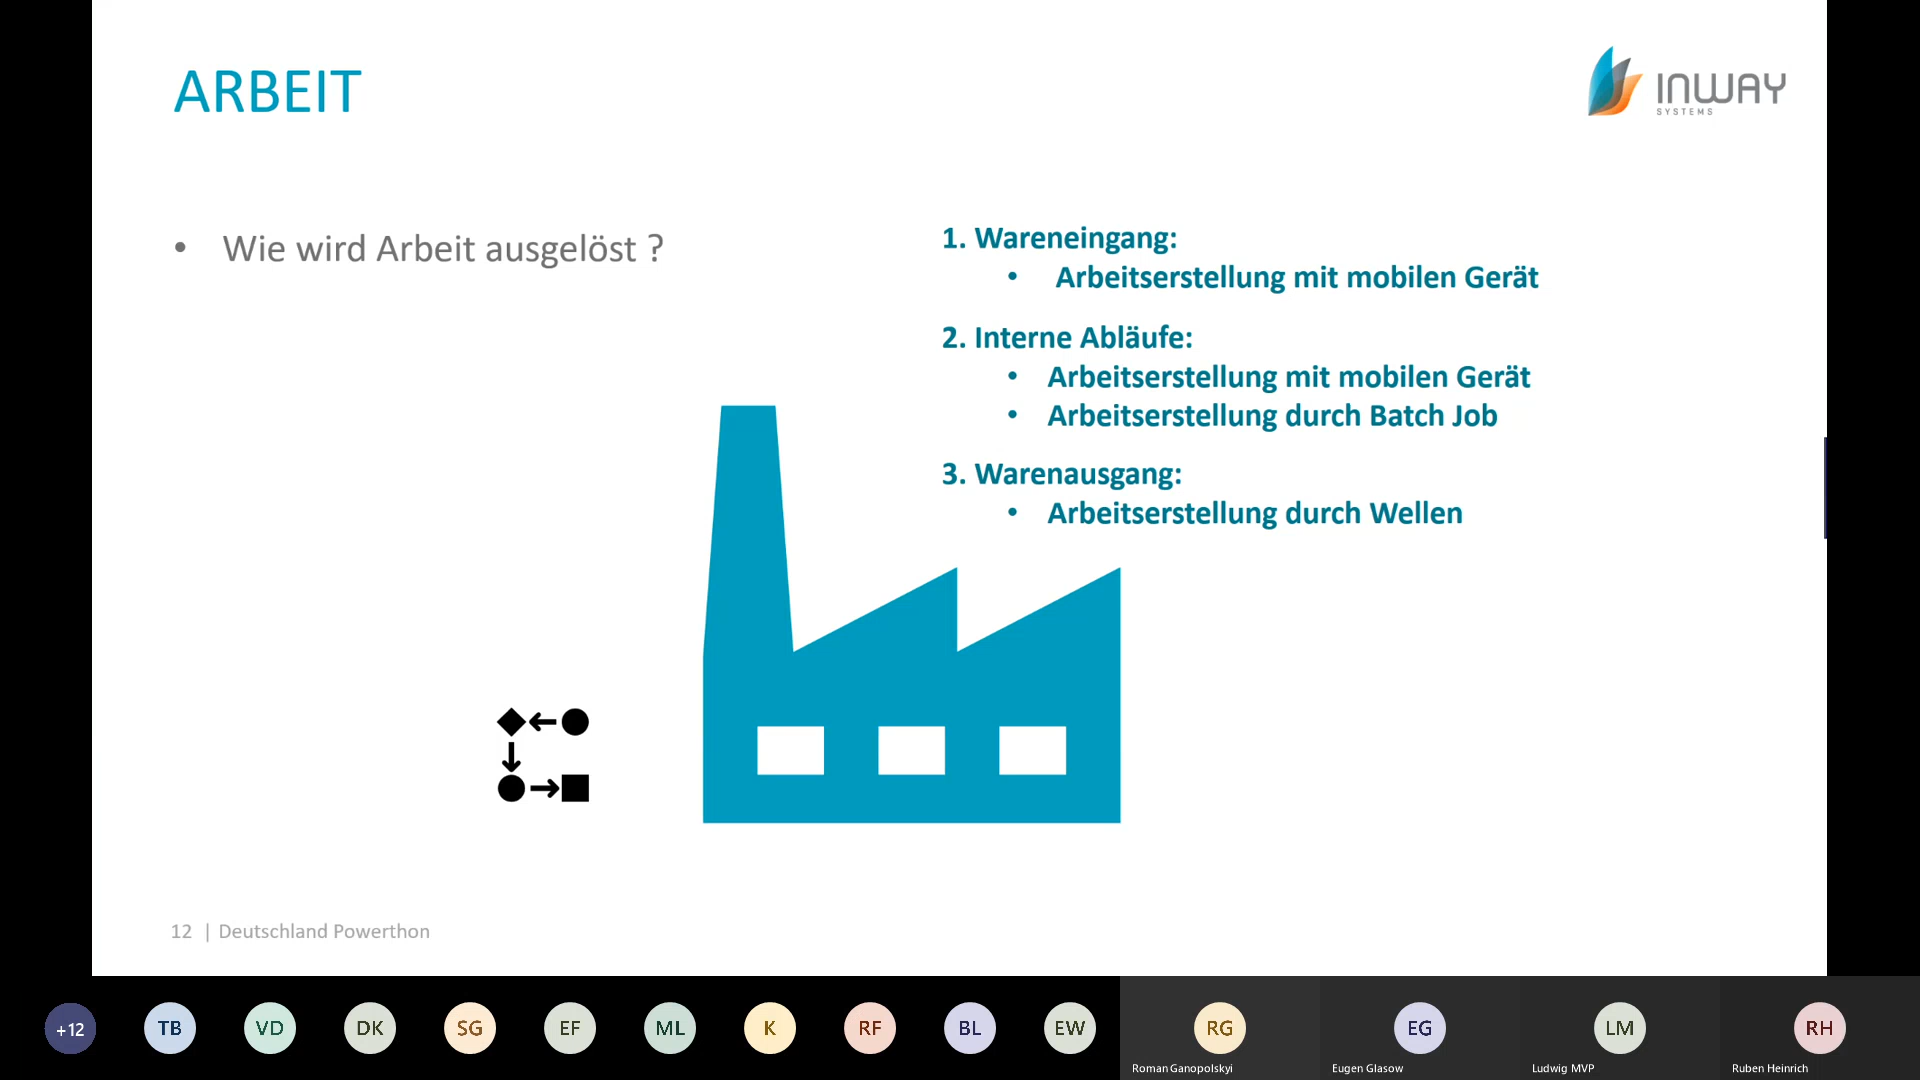 ARBEIT
INWAY
SYSTEMS
• Wie wird Arbeit ausgelöst ?
1. Wareneingang:
• Arbeitserstellung mit mobilen Gerät
2. Interne Abläufe:
• Arbeitserstellung mit mobilen Gerät
• Arbeitserstellung durch Batch Job
3. Warenausgang:
• Arbeitserstellung durch Wellen
12 | Deutschland Powerthon
+12 TB VD DK SG EF ML K RF BL EW RG EG LM RH
Roman Ganopolskyi Eugen Glasow Ludwig MVP Ruben Heinrich